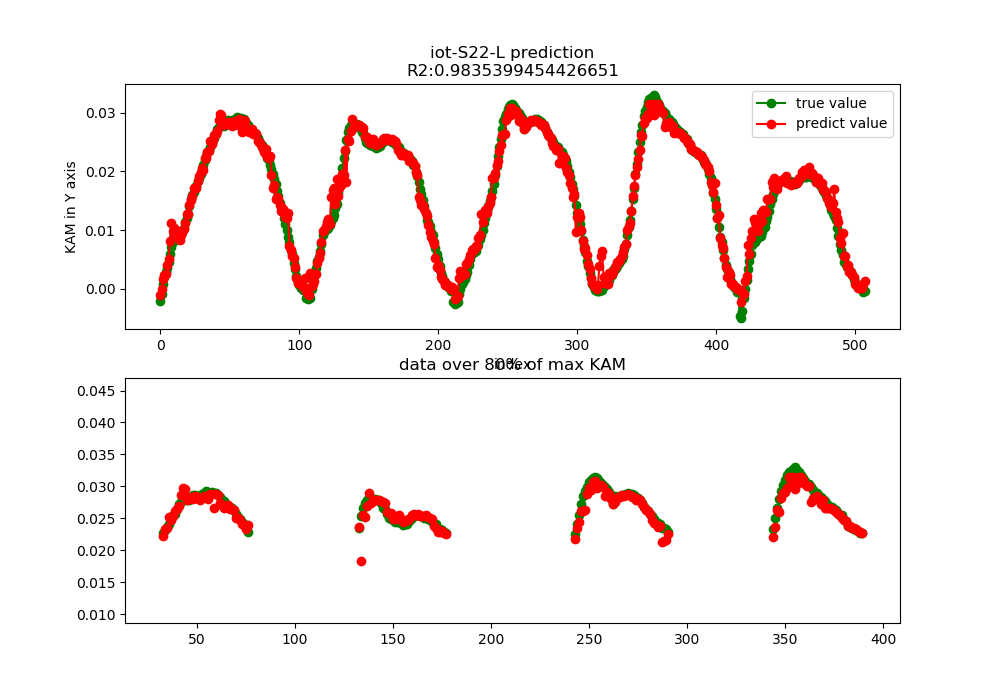 iot-S22-L prediction
R2:0.9835399454426651
0.03
0.02
0.01
0.00
KAM in Y axis
true value
predict value
0 100 200 300 400 500
index
data over 80% of max KAM
0.045
0.040
0.035
0.030
0.025
0.020
0.015
0.010
50 100 150 200 250 300 350 400